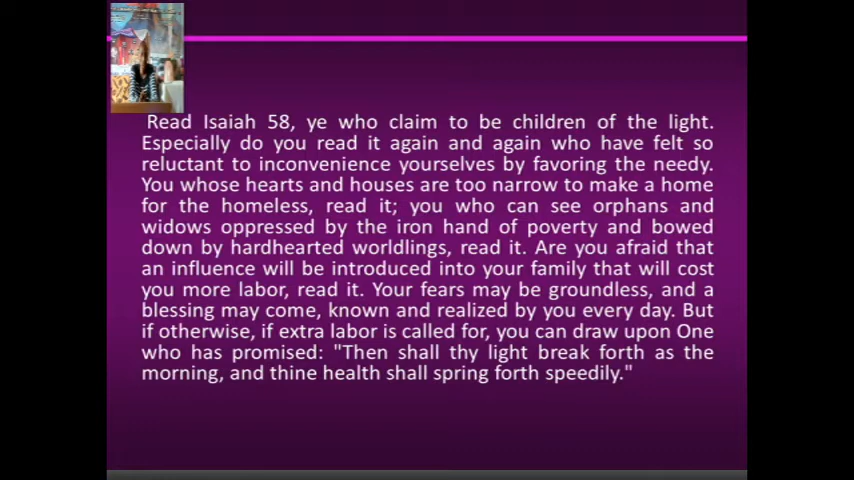 Read Isaiah 58, ye who claim to be children of the light.
Especially do you read it again and again who have felt so
reluctant to inconvenience yourselves by favoring the needy.
You whose hearts and houses are too narrow to make a home
for the homeless, read it; you who can see orphans and
widows oppressed by the iron hand of poverty and bowed
down by hardhearted worldlings, read it. Are you afraid that
an influence will be introduced into your family that will cost
you more labor, read it. Your fears may be groundless, and a
blessing may come, known and realized by you every day. But
if otherwise, if extra labor is called for, you can draw upon One
who has promised: "Then shall thy light break forth as the
morning, and thine health shall spring forth speedily."